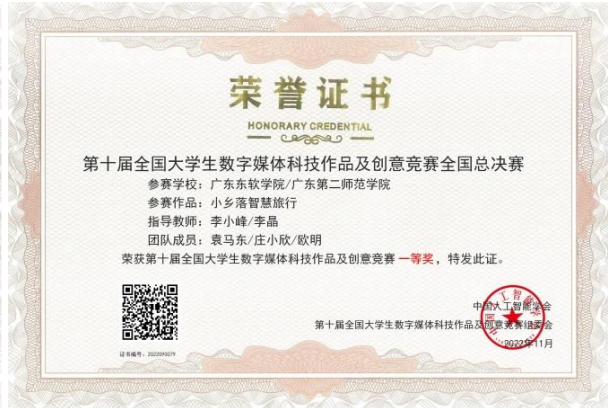 荣誉证书
HONORARY CREDENTIAL
第十届全国大学生数字媒体科技作品及创意竞赛全国总决赛
参赛学校：广东东软学院/广东第二师范学院
参赛作品：小乡落智慧旅行
指导教师：李小峰/李晶
团队成员：袁马东/庄小欣/欧明
荣获第十届全国大学生数字媒体科技作品及创意竞赛 一等奖，特发此证。
中国人工智能学会
第十届全国大学生数字媒体科技作品及创意竞赛组委会
2022年11月
证书编号：